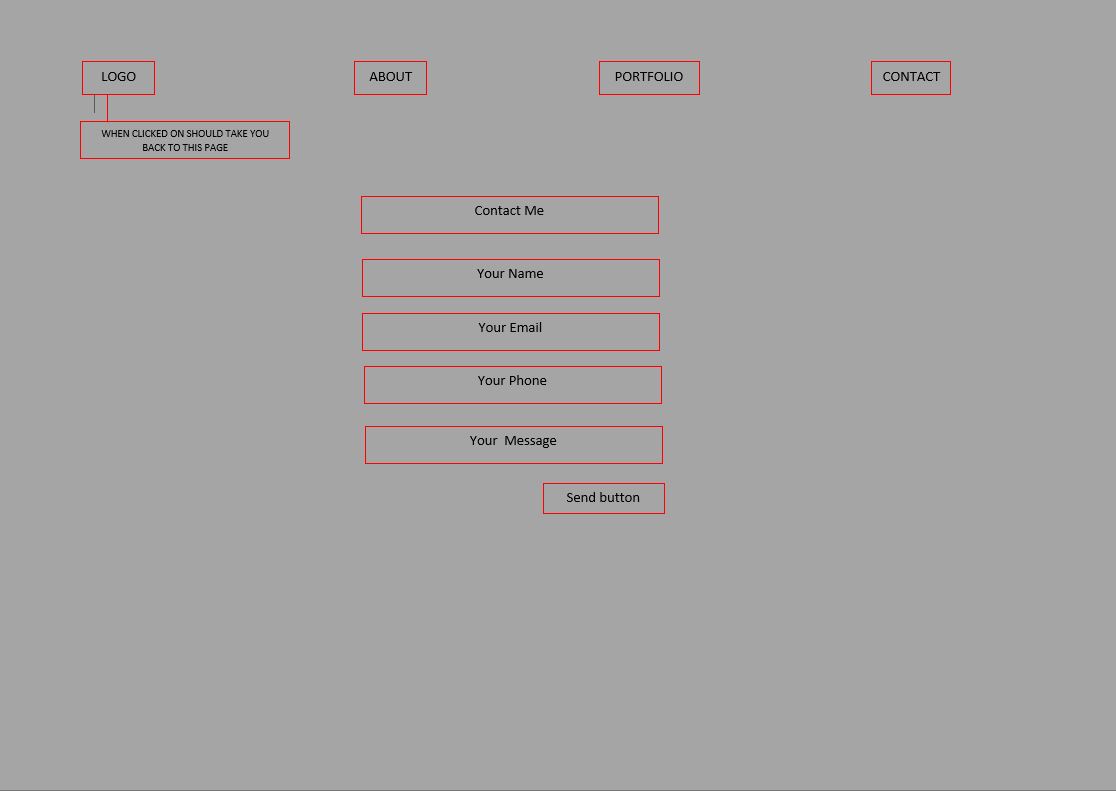 LOGO
ABOUT
PORTFOLIO
CONTACT
WHEN CLICKED ON SHOULD TAKE YOU
BACK TO THIS PAGE
Contact Me
Your Name
Your Email
Your Phone
Your  Message
Send button